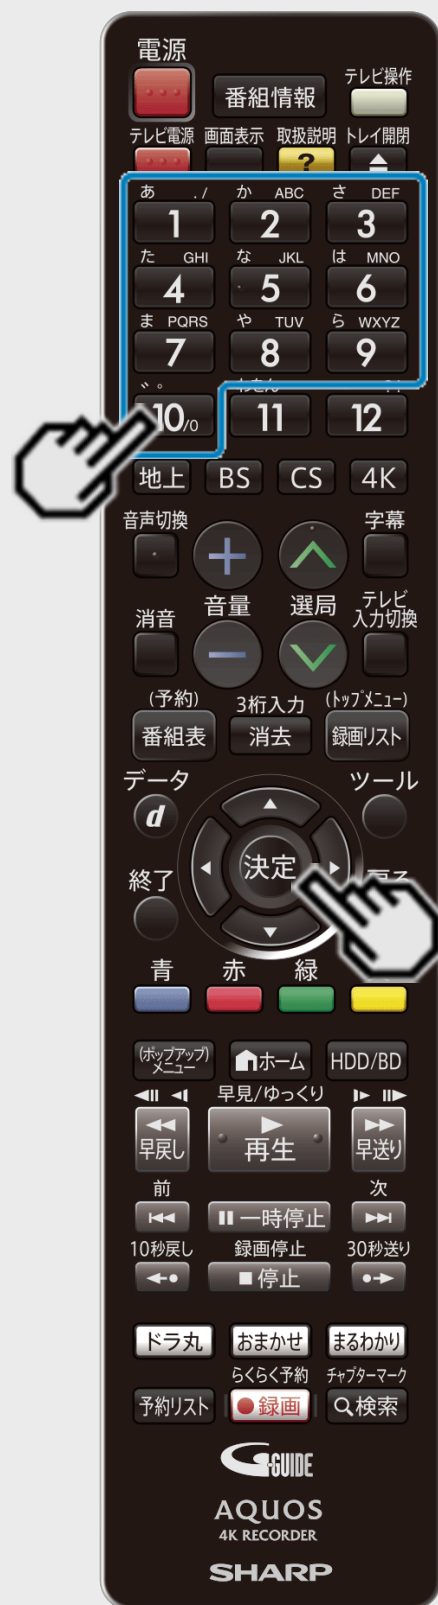 電源
番組情報
テレビ操作
テレビ電源 画面表示 取扱説明 トレイ開閉
?
あ ./ か ABC さ DEF
1 2 3
た GHI な JKL は MNO
4 5 6
ま PQRS や TUV ら WXYZ
7 8 9
゛゜
10/0 11 12
地上 BS CS 4K
音声切換 字幕
消音 音量 選局 テレビ
入力切換
(予約) 3桁入力 (トップメニュー)
番組表 消去 録画リスト
データ ツール
d
決定
終了
青 赤 緑
(ポップアップ)
メニュー ホーム HDD/BD
早見/ゆっくり
早戻し 再生 早送り
前 次
一時停止
10秒戻し 録画停止 30秒送り
停止
ドラ丸 おまかせ まるわかり
らくらく予約 チャプターマーク
予約リスト 録画 検索
G-GUIDE
AQUOS
4K RECORDER
SHARP